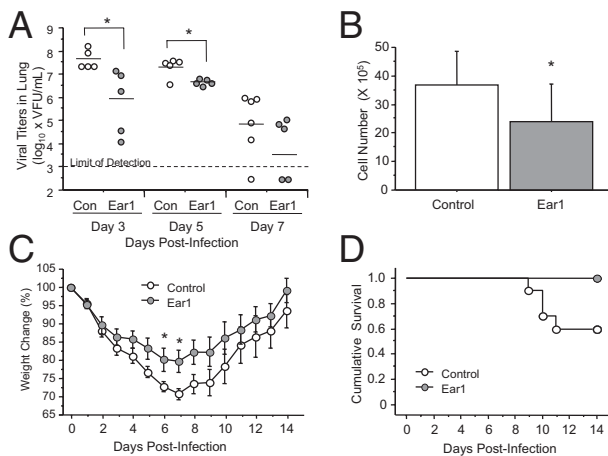 A
Viral Titers in Lung
(log10 x VFU/mL)
9
8
7
6
5
4
3
2
1
*
*
Limit of Detection
Con Ear1 Con Ear1 Con Ear1
Day 3 Day 5 Day 7
Days Post-Infection
B
Cell Number (X 10⁵)
60
50
40
30
20
10
0
*
Control Ear1
C
Weight Change (%)
105
100
95
90
85
80
75
70
65
Control
Ear1
* *
0 2 4 6 8 10 12 14
Days Post-Infection
D
Cumulative Survival
1.0
0.8
0.6
0.4
0.2
0
Control
Ear1
0 2 4 6 8 10 12 14
Days Post-Infection